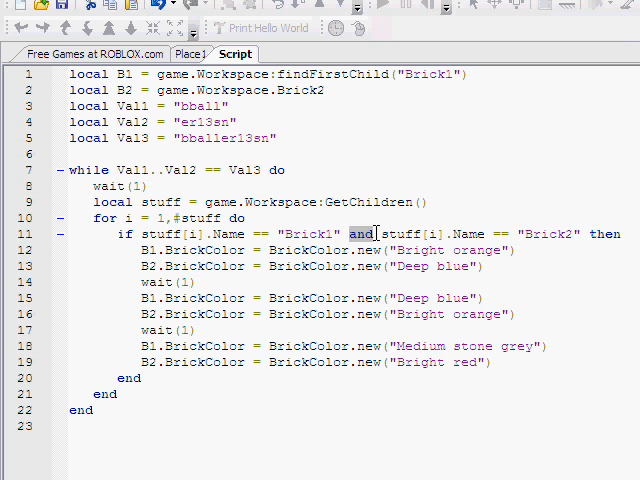 Print Hello World
Free Games at ROBLOX.com Place1 Script
1 local B1 = game.Workspace:findFirstChild("Brick1")
2 local B2 = game.Workspace.Brick2
3 local Val1 = "bball"
4 local Val2 = "er13sn"
5 local Val3 = "bballer13sn"
6
7 while Val1..Val2 == Val3 do
8 wait(1)
9 local stuff = game.Workspace:GetChildren()
10 for i = 1,#stuff do
11 if stuff[i].Name == "Brick1" and stuff[i].Name == "Brick2" then
12 B1.BrickColor = BrickColor.new("Bright orange")
13 B2.BrickColor = BrickColor.new("Deep blue")
14 wait(1)
15 B1.BrickColor = BrickColor.new("Deep blue")
16 B2.BrickColor = BrickColor.new("Bright orange")
17 wait(1)
18 B1.BrickColor = BrickColor.new("Medium stone grey")
19 B2.BrickColor = BrickColor.new("Bright red")
20 end
21 end
22 end
23